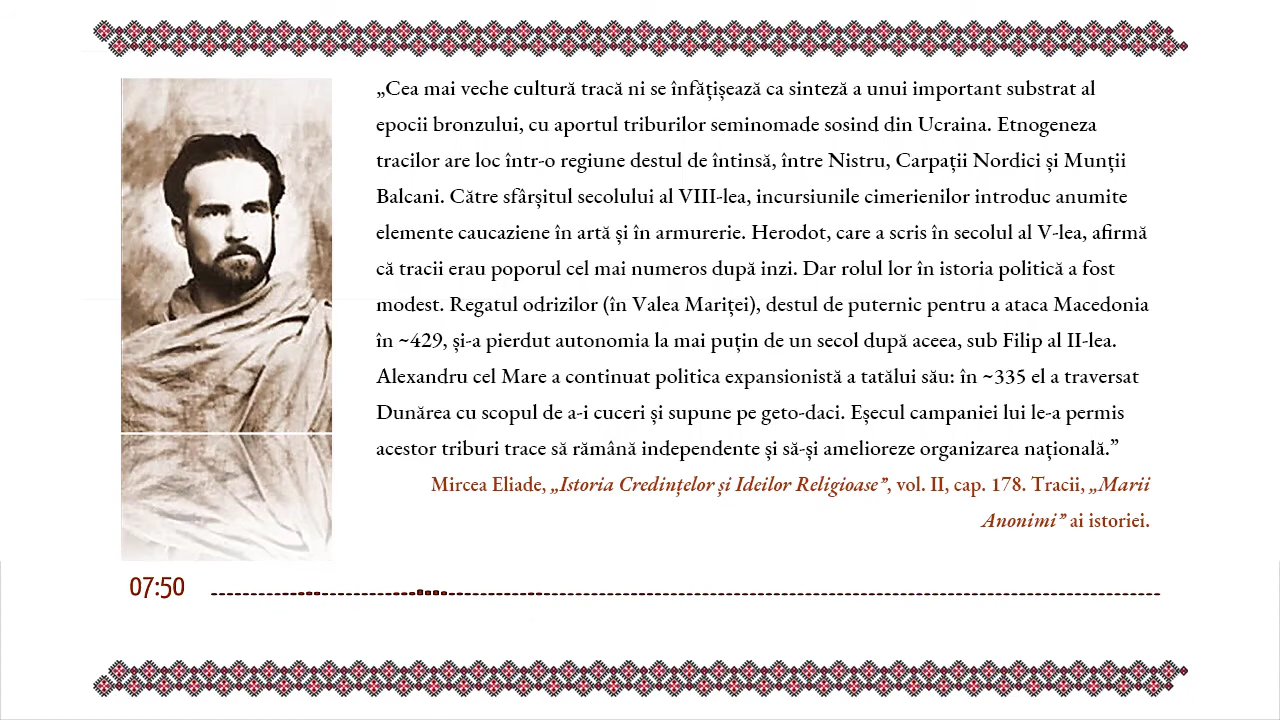 „Cea mai veche cultură tracă ni se înfățișează ca sinteză a unui important substrat al
epocii bronzului, cu aportul triburilor seminomade sosind din Ucraina. Etnogeneza
tracilor are loc într-o regiune destul de întinsă, între Nistru, Carpații Nordici și Munții
Balcani. Către sfârșitul secolului al VIII-lea, incursiunile cimerienilor introduc anumite
elemente caucaziene în artă și în armurerie. Herodot, care a scris în secolul al V-lea, afirmă
că tracii erau poporul cel mai numeros după inzi. Dar rolul lor în istoria politică a fost
modest. Regatul odrizilor (în Valea Mariței), destul de puternic pentru a ataca Macedonia
în ~429, și-a pierdut autonomia la mai puțin de un secol după aceea, sub Filip al II-lea.
Alexandru cel Mare a continuat politica expansionistă a tatălui său: în ~335 el a traversat
Dunărea cu scopul de a-i cuceri și supune pe geto-daci. Eșecul campaniei lui le-a permis
acestor triburi trace să rămână independente și să-și amelioreze organizarea națională.”
Mircea Eliade, „Istoria Credințelor și Ideilor Religioase”, vol. II, cap. 178. Tracii, „Marii
Anonimi” ai istoriei.
07:50